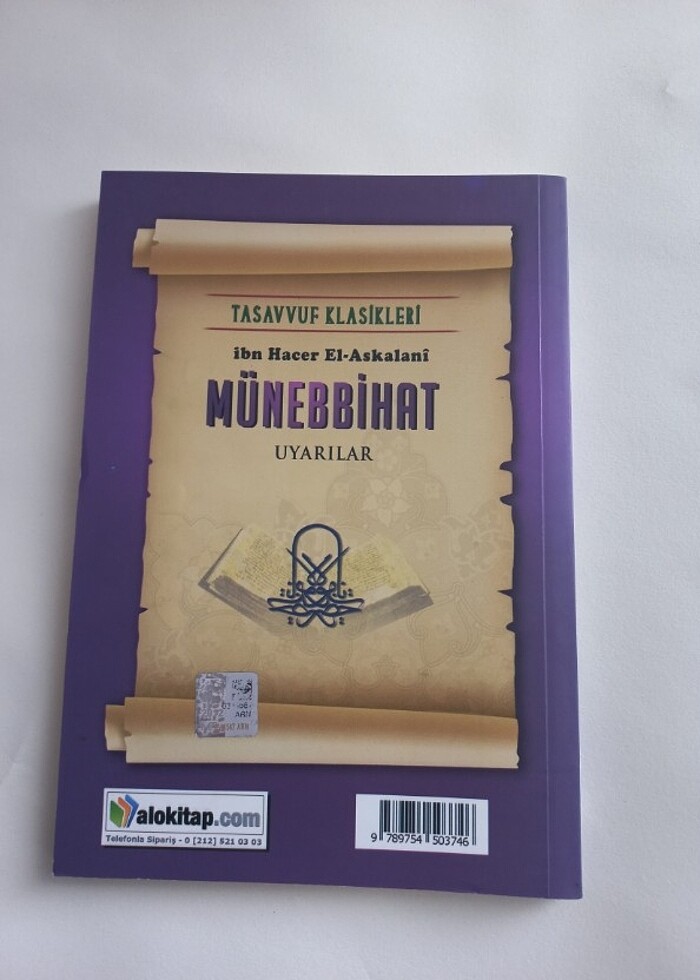 TASAVVUF KLASİKLERİ
îbn Hacer El-Askalanî
MÜNEBBİHAT
UYARILAR
alokitap.com
Telefonla Sipariş - 0 [212] 521 03 03
9 789754 503746